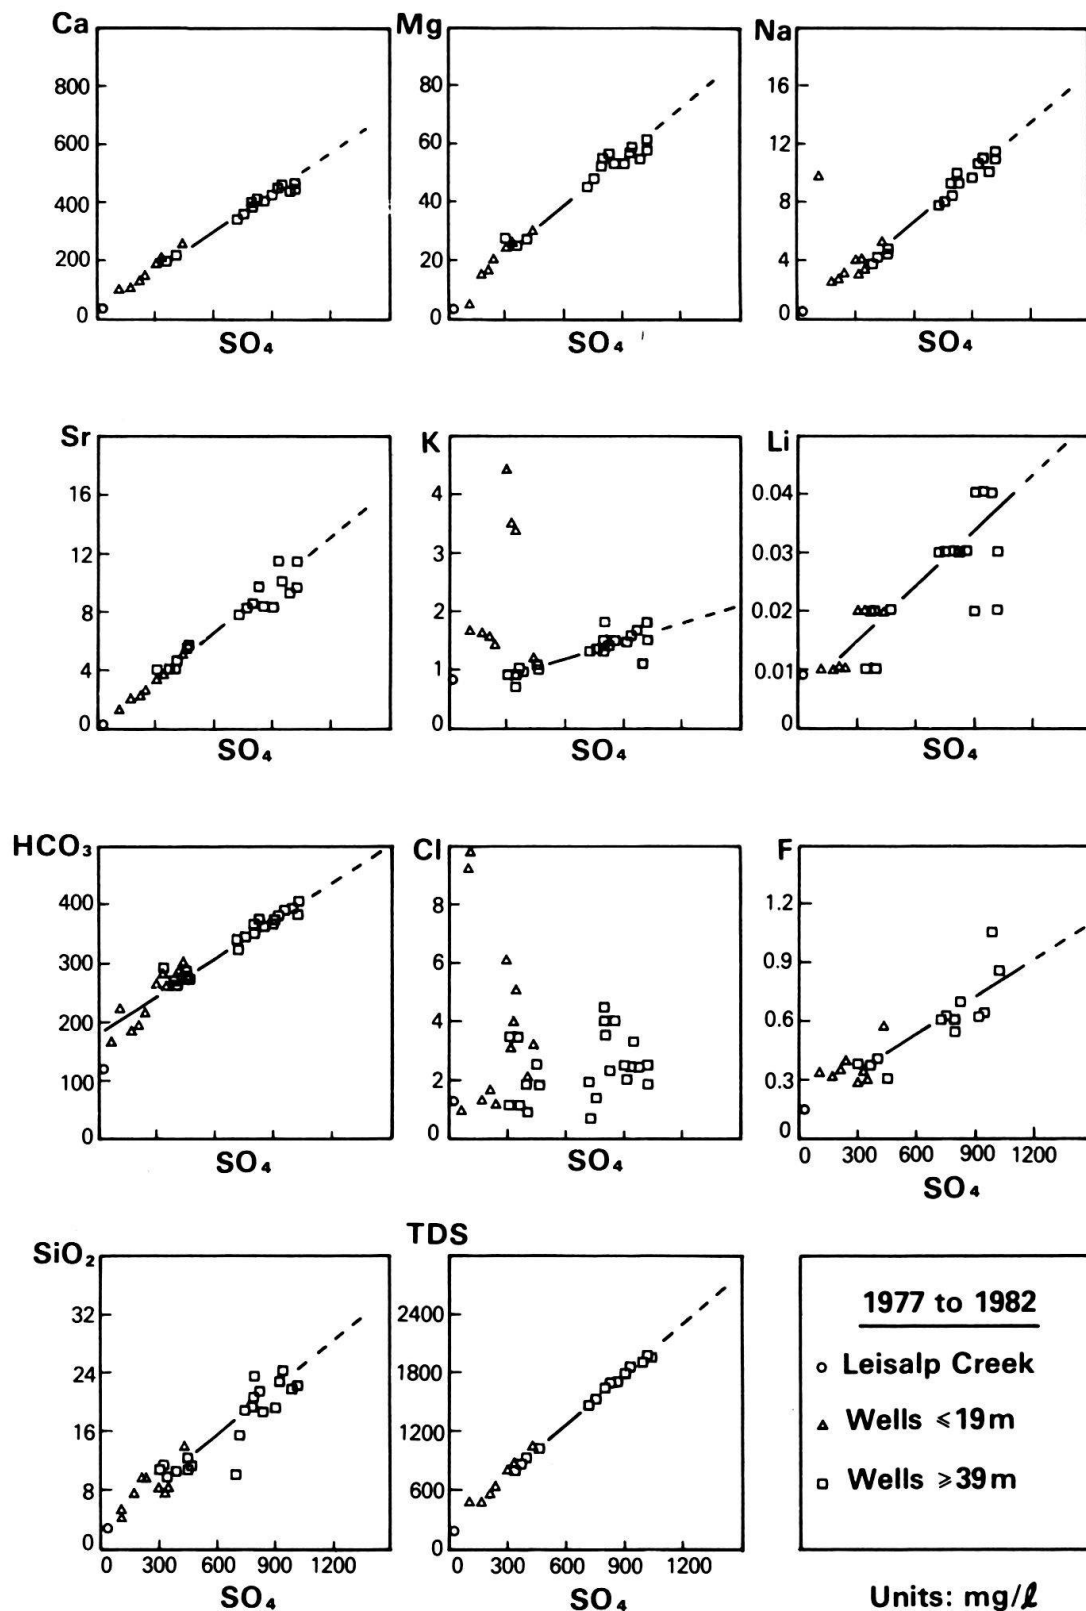 Ca
800
600
400
200
0
SO₄
Mg
80
60
40
20
0
SO₄
Na
16
12
8
4
0
SO₄
Sr
16
12
8
4
0
SO₄
K
4
3
2
1
0
SO₄
Li
0.04
0.03
0.02
0.01
0
SO₄
HCO₃
400
300
200
100
0
SO₄
Cl
8
6
4
2
0
SO₄
F
1.2
0.9
0.6
0.3
0
0 300 600 900 1200
SO₄
SiO₂
32
24
16
8
0
0 300 600 900 1200
SO₄
TDS
2400
1800
1200
600
0
0 300 600 900 1200
SO₄
1977 to 1982
Leisalp Creek
Wells ⩽19m
Wells ⩾39m
Units: mg/ℓ